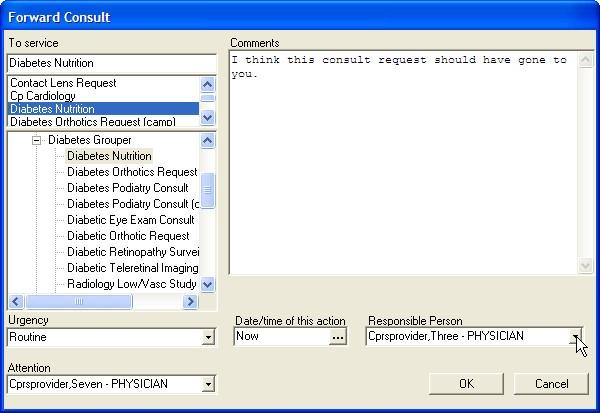 Forward Consult
To service
Diabetes Nutrition
Contact Lens Request
Cp Cardiology
Diabetes Nutrition
Diabetes Orthotics Request (camp)
Diabetes Grouper
Diabetes Nutrition
Diabetes Orthotics Request
Diabetes Podiatry Consult
Diabetes Podiatry Consult (c
Diabetic Eye Exam Consult
Diabetic Orthotic Request
Diabetic Retinopathy Survei
Diabetic Teleretinal Imaging
Radiology Low/Vasc Study
Comments
I think this consult request should have gone to
you.
Urgency
Routine
Date/time of this action
Now
...
Responsible Person
Cprsprovider,Three - PHYSICIAN
Attention
Cprsprovider,Seven - PHYSICIAN
OK
Cancel